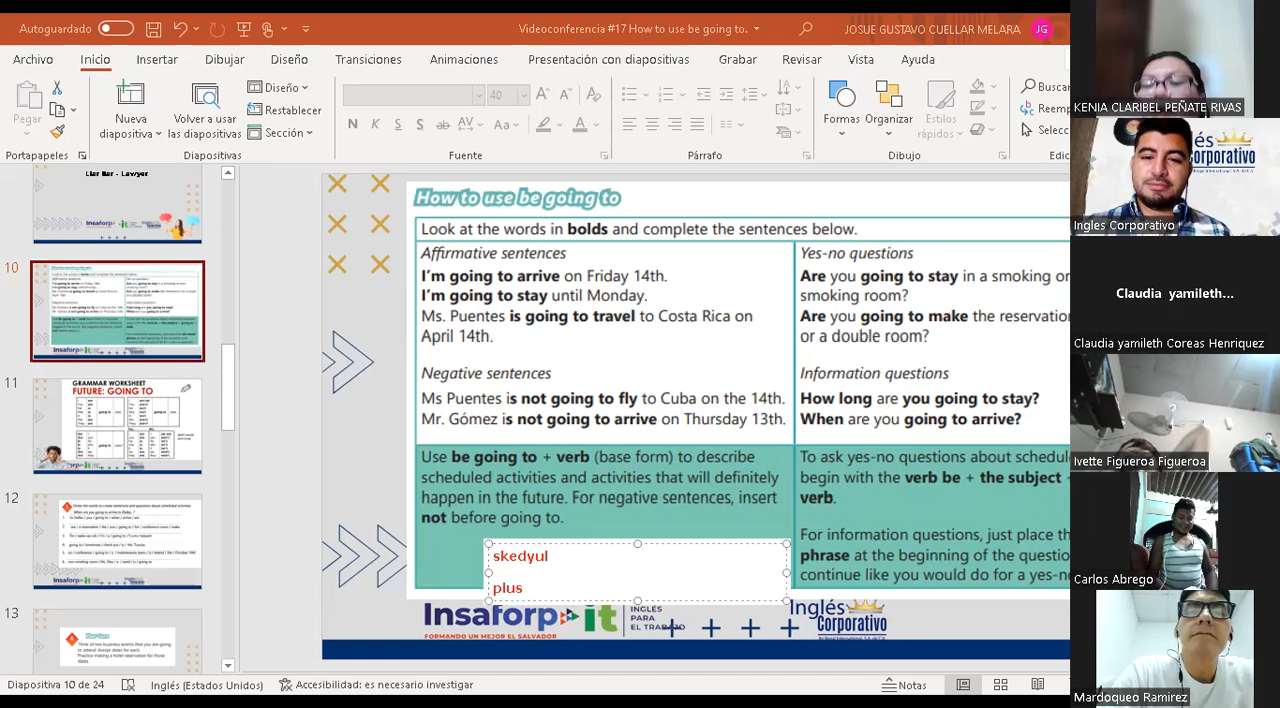 Autoguardado
Videoconferencia #17 How to use be going to.
JOSUE GUSTAVO CUELLAR MELARA
JG
Archivo Inicio Insertar Dibujar Diseño Transiciones Animaciones Presentación con diapositivas Grabar Revisar Vista Ayuda
Pegar
Nueva diapositiva
Volver a usar las diapositivas
Diseño
Restablecer
Sección
40
N K S S ab AV Aa
Formas
Organizar
Estilos rápidos
Buscar
Reemp
Selecc
Portapapeles
Diapositivas
Fuente
Párrafo
Dibujo
Edic
Liar liar - Lawyer
10
11
GRAMMAR WORKSHEET
FUTURE: GOING TO
12
13
How to use be going to
Look at the words in bolds and complete the sentences below.
Affirmative sentences
I'm going to arrive on Friday 14th.
I'm going to stay until Monday.
Ms. Puentes is going to travel to Costa Rica on
April 14th.
Negative sentences
Ms Puentes is not going to fly to Cuba on the 14th.
Mr. Gómez is not going to arrive on Thursday 13th.
Use be going to + verb (base form) to describe
scheduled activities and activities that will definitely
happen in the future. For negative sentences, insert
not before going to.
Yes-no questions
Are you going to stay in a smoking or
smoking room?
Are you going to make the reservation
or a double room?
Information questions
How long are you going to stay?
When are you going to arrive?
To ask yes-no questions about schedul
begin with the verb be + the subject +
verb.
For information questions, just place th
phrase at the beginning of the question
continue like you would do for a yes-no
skedyul
plus
Insaforp it
FORMANDO UN MEJOR EL SALVADOR
INGLÉS
PARA
EL TRABAJO
Inglés
Corporativo
Diapositiva 10 de 24
Inglés (Estados Unidos)
Accesibilidad: es necesario investigar
Notas
KENIA CLARIBEL PEÑATE RIVAS
Ingles Corporativo
Claudia yamileth...
Claudia yamileth Coreas Henriquez
Ivette Figueroa Figueroa
Carlos Abrego
Mardoqueo Ramirez